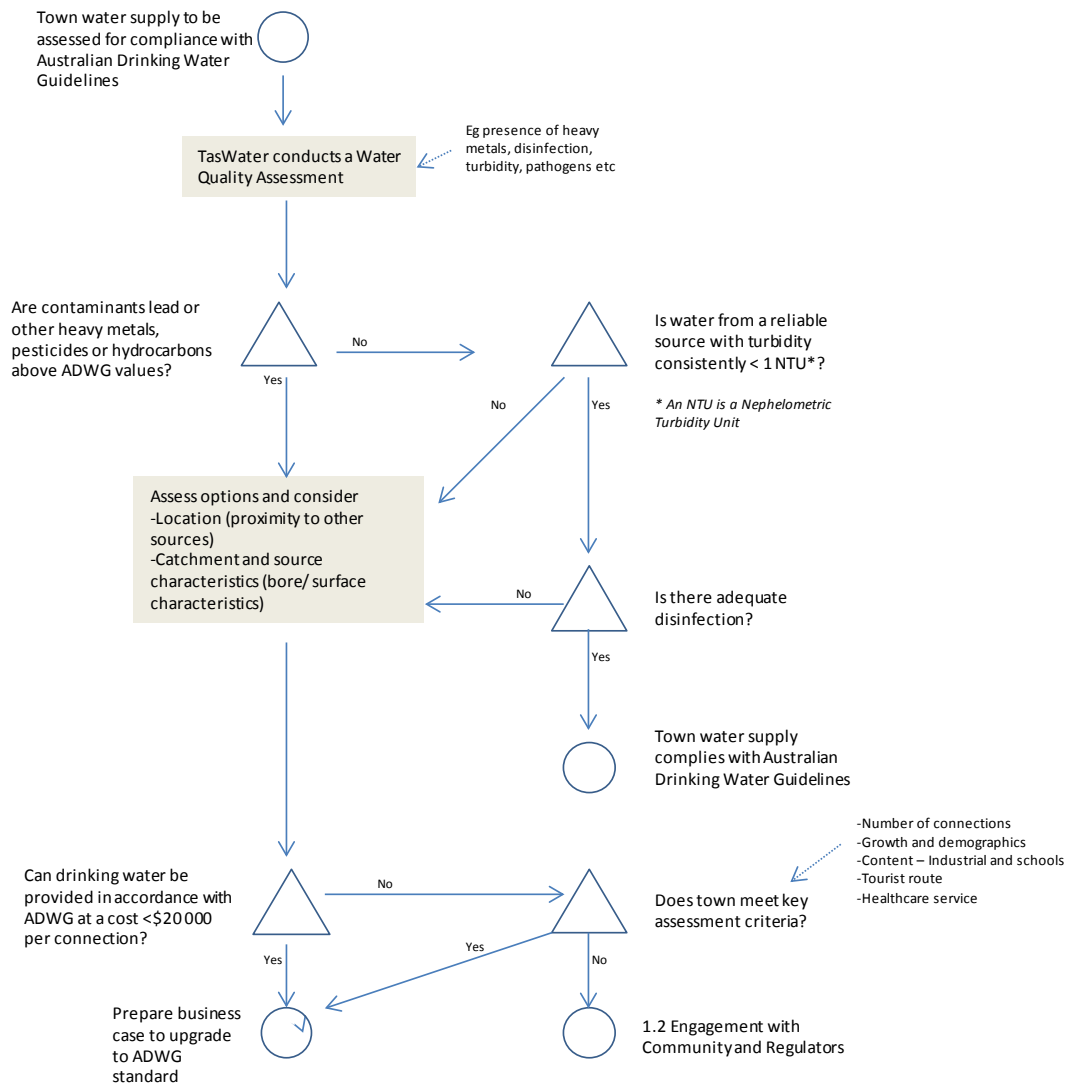 Town water supply to be
assessed for compliance with
Australian Drinking Water
Guidelines
TasWater conducts a Water
Quality Assessment
Eg presence of heavy
metals, disinfection,
turbidity, pathogens etc
Are contaminants lead or
other heavy metals,
pesticides or hydrocarbons
above ADWG values?
No
Yes
Is water from a reliable
source with turbidity
consistently < 1 NTU*?
* An NTU is a Nephelometric
Turbidity Unit
No
Yes
Assess options and consider
-Location (proximity to other
sources)
-Catchment and source
characteristics (bore/ surface
characteristics)
No
Is there adequate
disinfection?
Yes
Town water supply
complies with Australian
Drinking Water Guidelines
-Number of connections
-Growth and demographics
-Content – Industrial and schools
-Tourist route
-Healthcare service
Can drinking water be
provided in accordance with
ADWG at a cost <$20 000
per connection?
No
Does town meet key
assessment criteria?
Yes
Yes
No
Prepare business
case to upgrade
to ADWG
standard
1.2 Engagement with
Community and Regulators